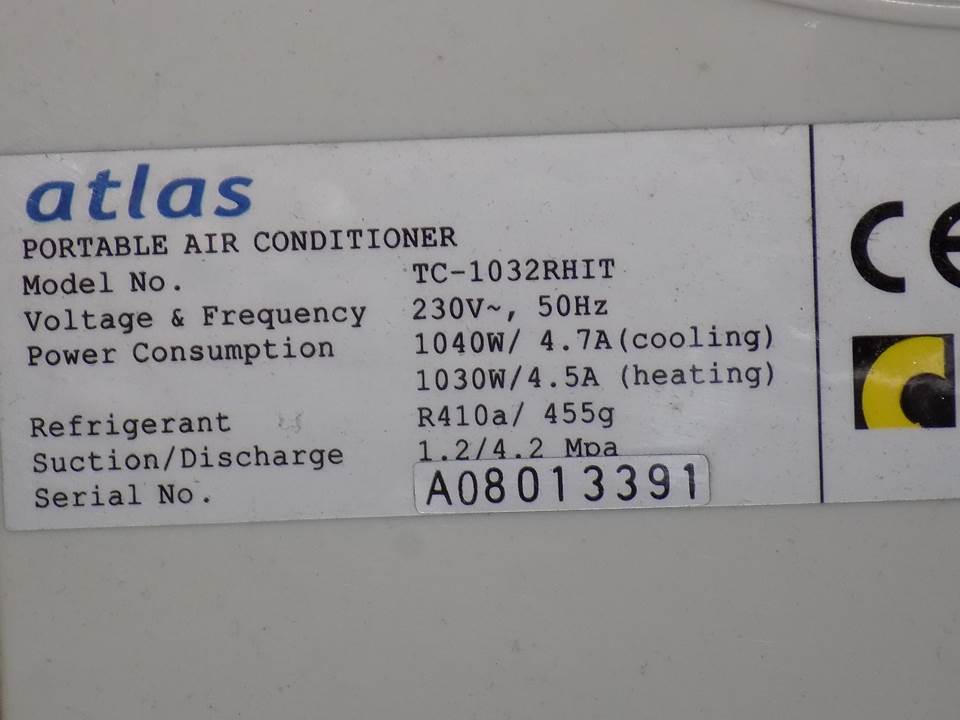 atlas
PORTABLE AIR CONDITIONER
Model No. TC-1032RHIT
Voltage & Frequency 230V~, 50Hz
Power Consumption 1040W/ 4.7A(cooling)
1030W/4.5A (heating)
Refrigerant R410a/ 455g
Suction/Discharge 1.2/4.2 Mpa
Serial No. A08013391
CE